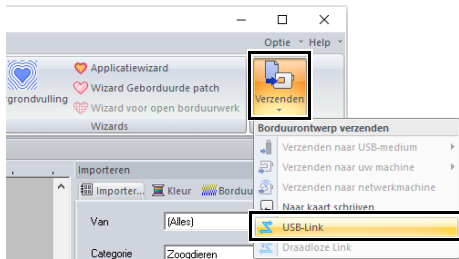 Optie Help
Applicatiewizard
Wizard Geborduurde patch
rgrondvulling
Wizard voor open borduurwerk
Wizards
Verzenden
Borduurontwerp verzenden
Verzenden naar USB-medium
Verzenden naar uw machine
Verzenden naar netwerkmachine
Naar kaart schrijven
USB-Link
Draadloze Link
Importeren
Importer... Kleur Borduu
Van (Alles)
Categorie Zoogdieren